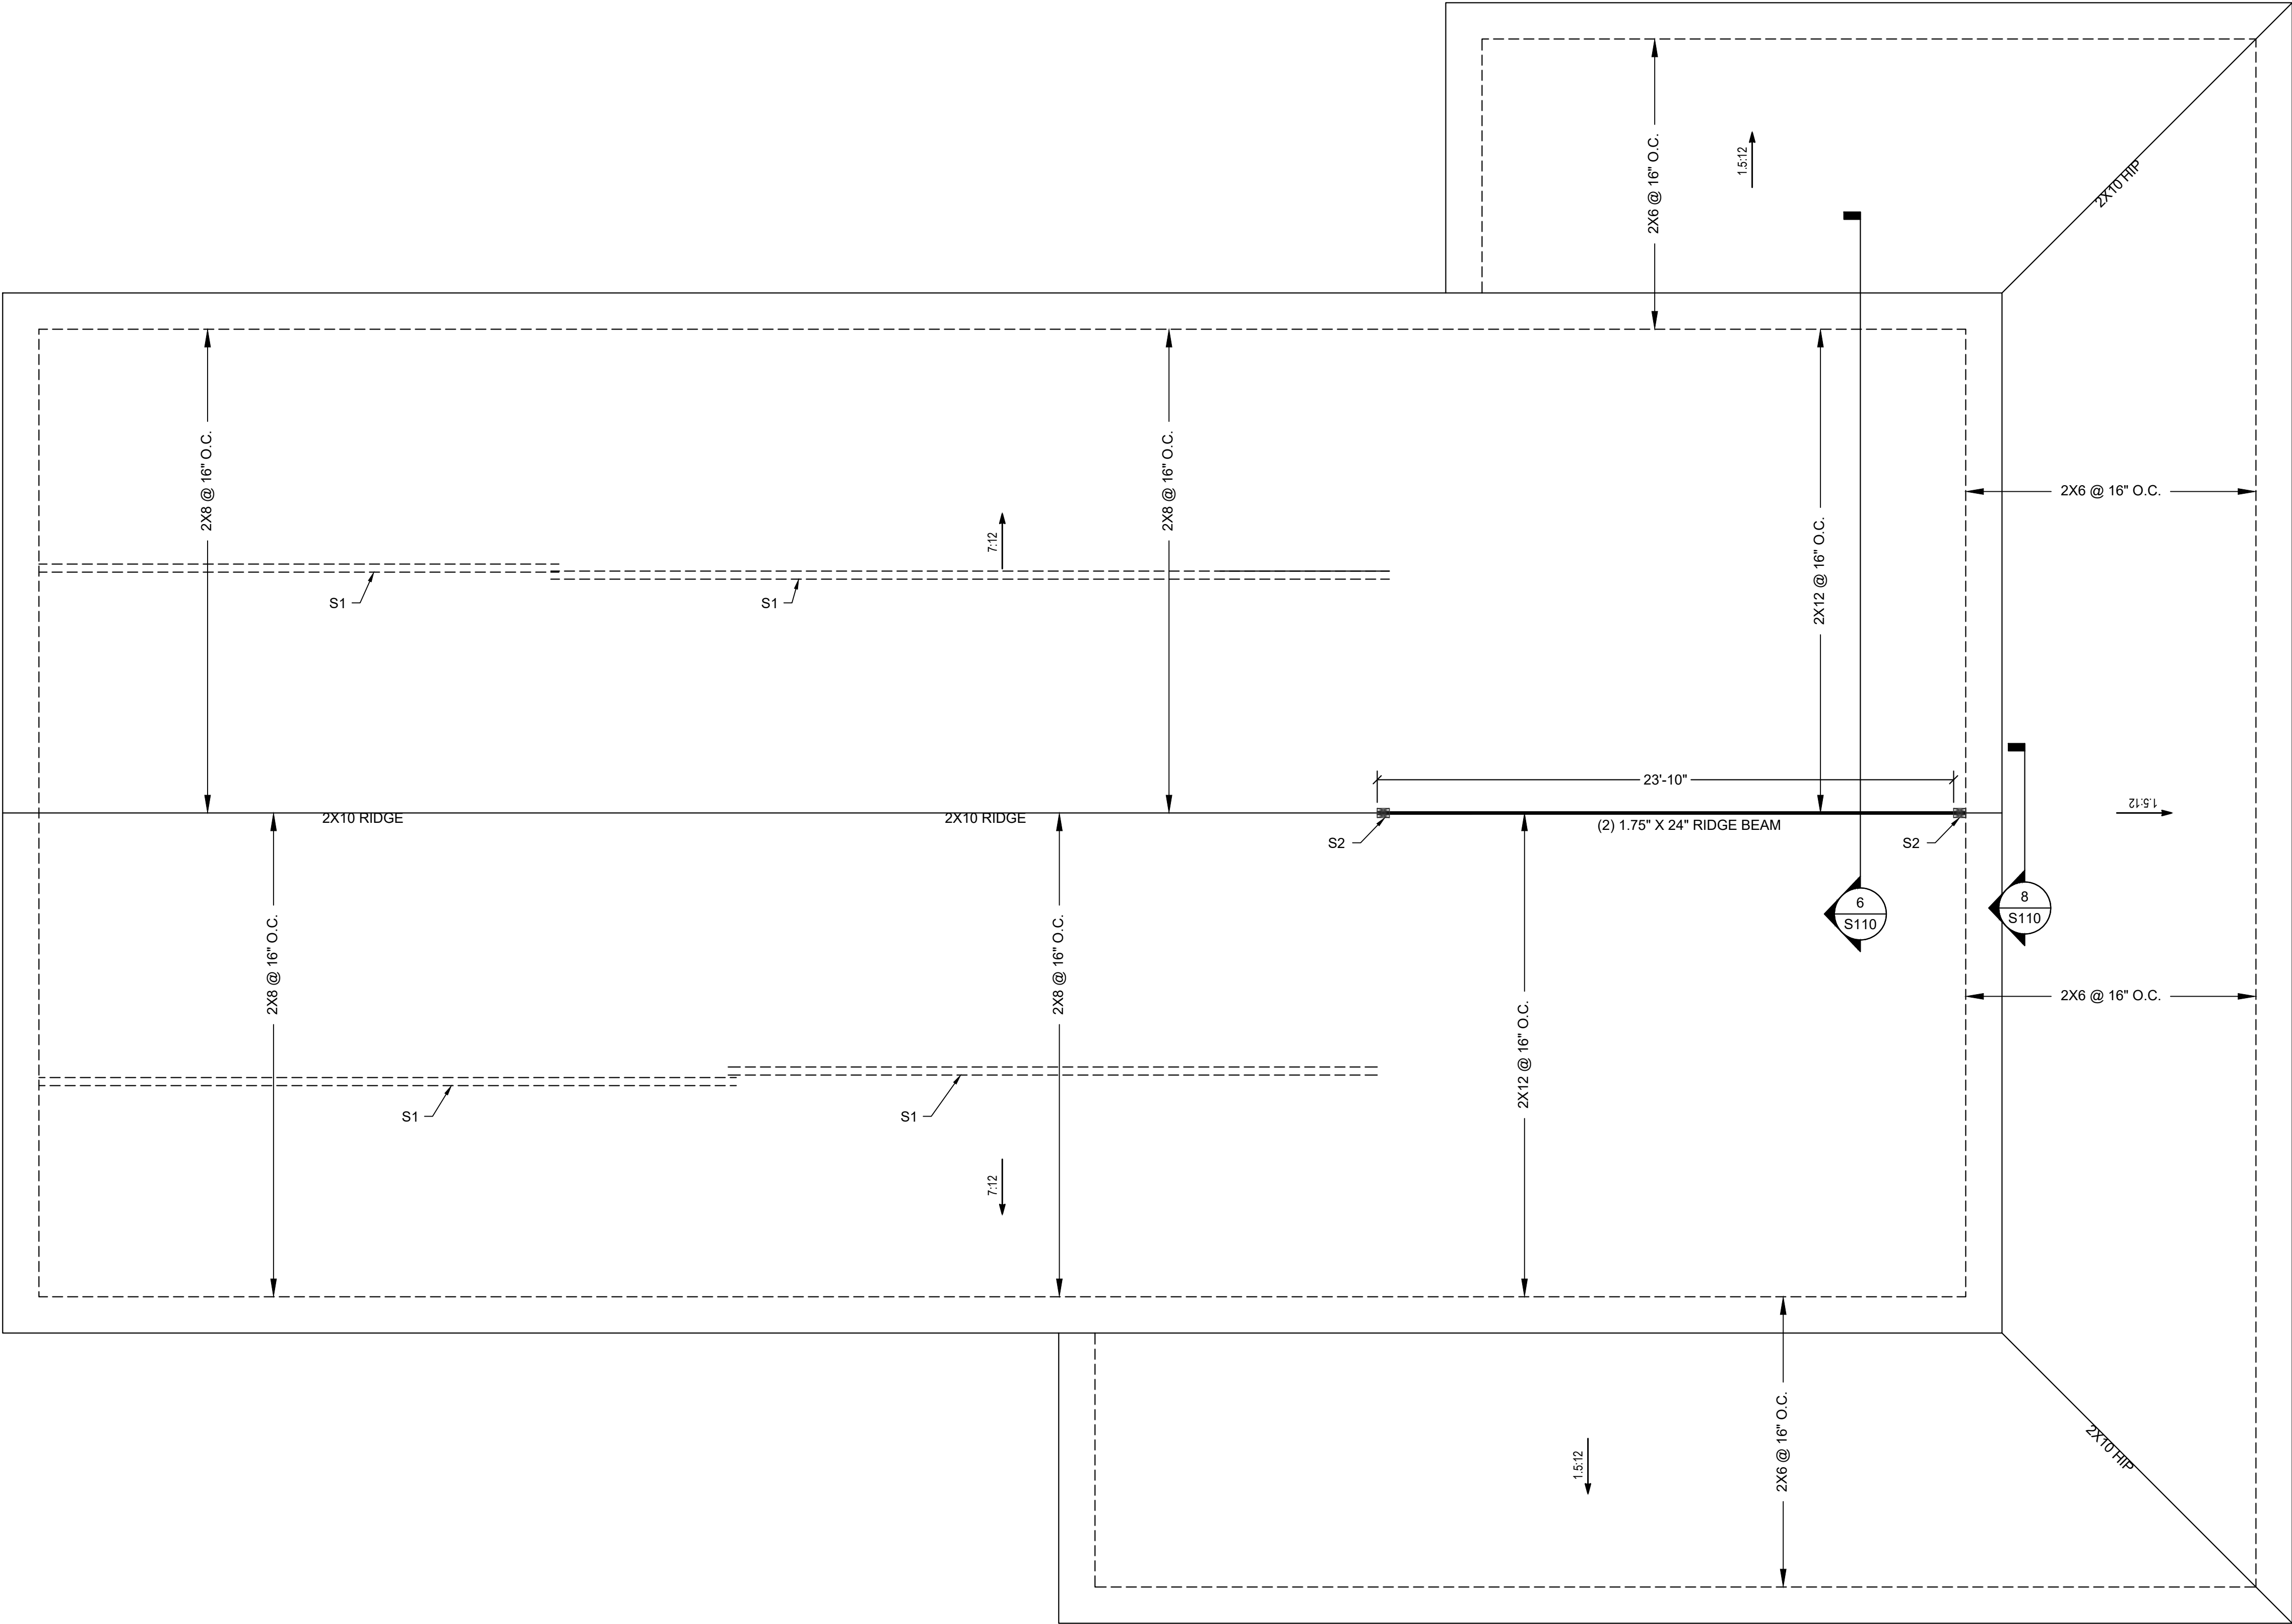 2X6 @ 16" O.C.
1.5:12
2X10 HIP
2X8 @ 16" O.C.
2X8 @ 16" O.C.
2X12 @ 16" O.C.
2X6 @ 16" O.C.
7:12
S1
S1
23'-10"
2X10 RIDGE
2X10 RIDGE
(2) 1.75" X 24" RIDGE BEAM
1.5:12
S2
S2
6
S110
8
S110
2X8 @ 16" O.C.
2X8 @ 16" O.C.
2X12 @ 16" O.C.
2X6 @ 16" O.C.
S1
S1
7:12
1.5:12
2X6 @ 16" O.C.
2X10 HIP